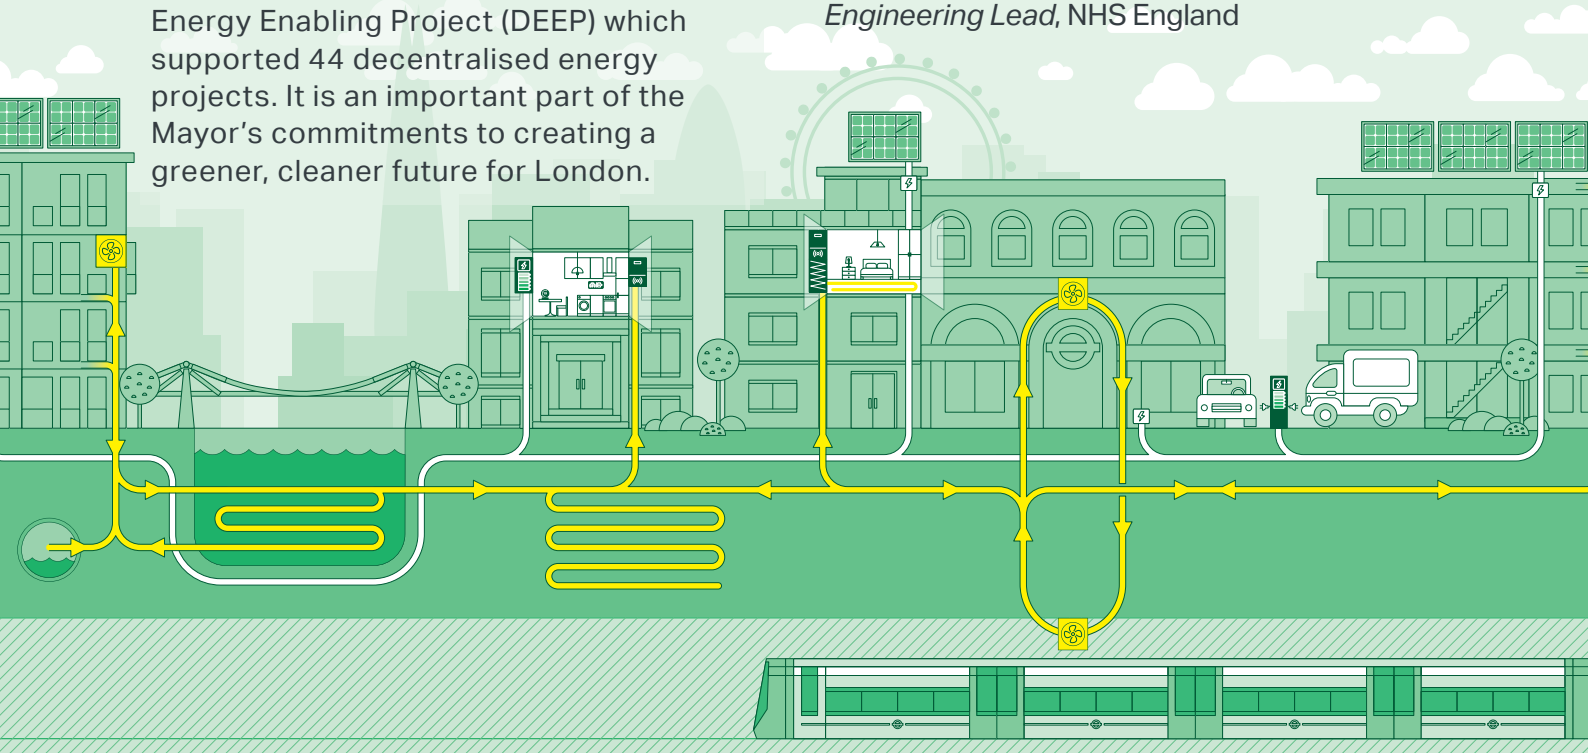 Energy Enabling Project (DEEP) which
supported 44 decentralised energy
projects. It is an important part of the
Mayor’s commitments to creating a
greener, cleaner future for London.
Engineering Lead, NHS England